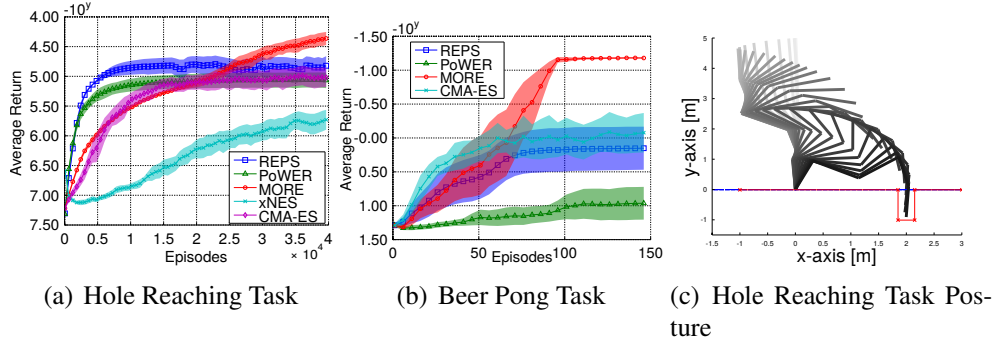 -10^y
4.00
4.50
5.00
5.50
6.00
6.50
7.00
7.50
Average Return
REPS
PoWER
MORE
xNES
CMA-ES
0 0.5 1 1.5 2 2.5 3 3.5 4
Episodes
× 10^4
(a) Hole Reaching Task
-10^y
-1.50
-1.00
-0.50
-0.00
0.50
1.00
1.50
Average Return
REPS
PoWER
MORE
CMA-ES
0 50 100 150
Episodes
(b) Beer Pong Task
5
4
3
2
1
0
-1
y-axis [m]
-1.5 -1 -0.5 0 0.5 1 1.5 2 2.5 3
x-axis [m]
(c) Hole Reaching Task Pos-
ture